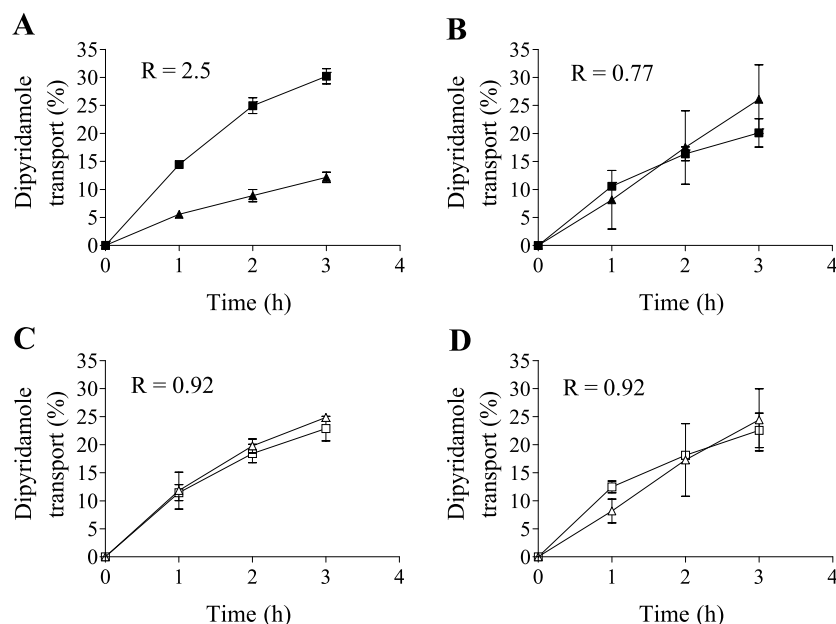 A
Dipyridamole
transport (%)
R = 2.5
35
30
25
20
15
10
5
0
0 1 2 3 4
Time (h)
B
Dipyridamole
transport (%)
R = 0.77
35
30
25
20
15
10
5
0
0 1 2 3 4
Time (h)
C
Dipyridamole
transport (%)
R = 0.92
35
30
25
20
15
10
5
0
0 1 2 3 4
Time (h)
D
Dipyridamole
transport (%)
R = 0.92
35
30
25
20
15
10
5
0
0 1 2 3 4
Time (h)